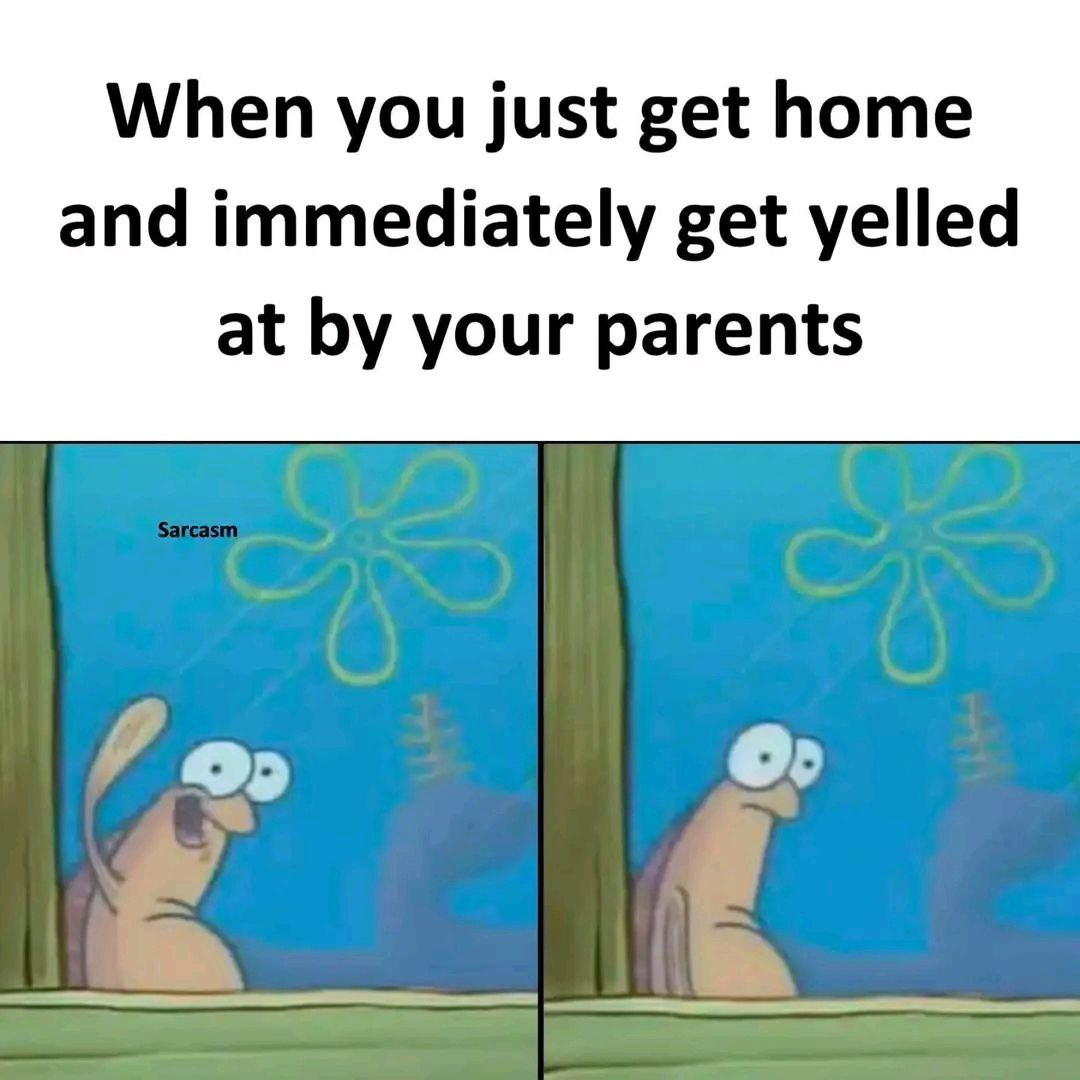 When you just get home
and immediately get yelled
at by your parents
Sarcasm